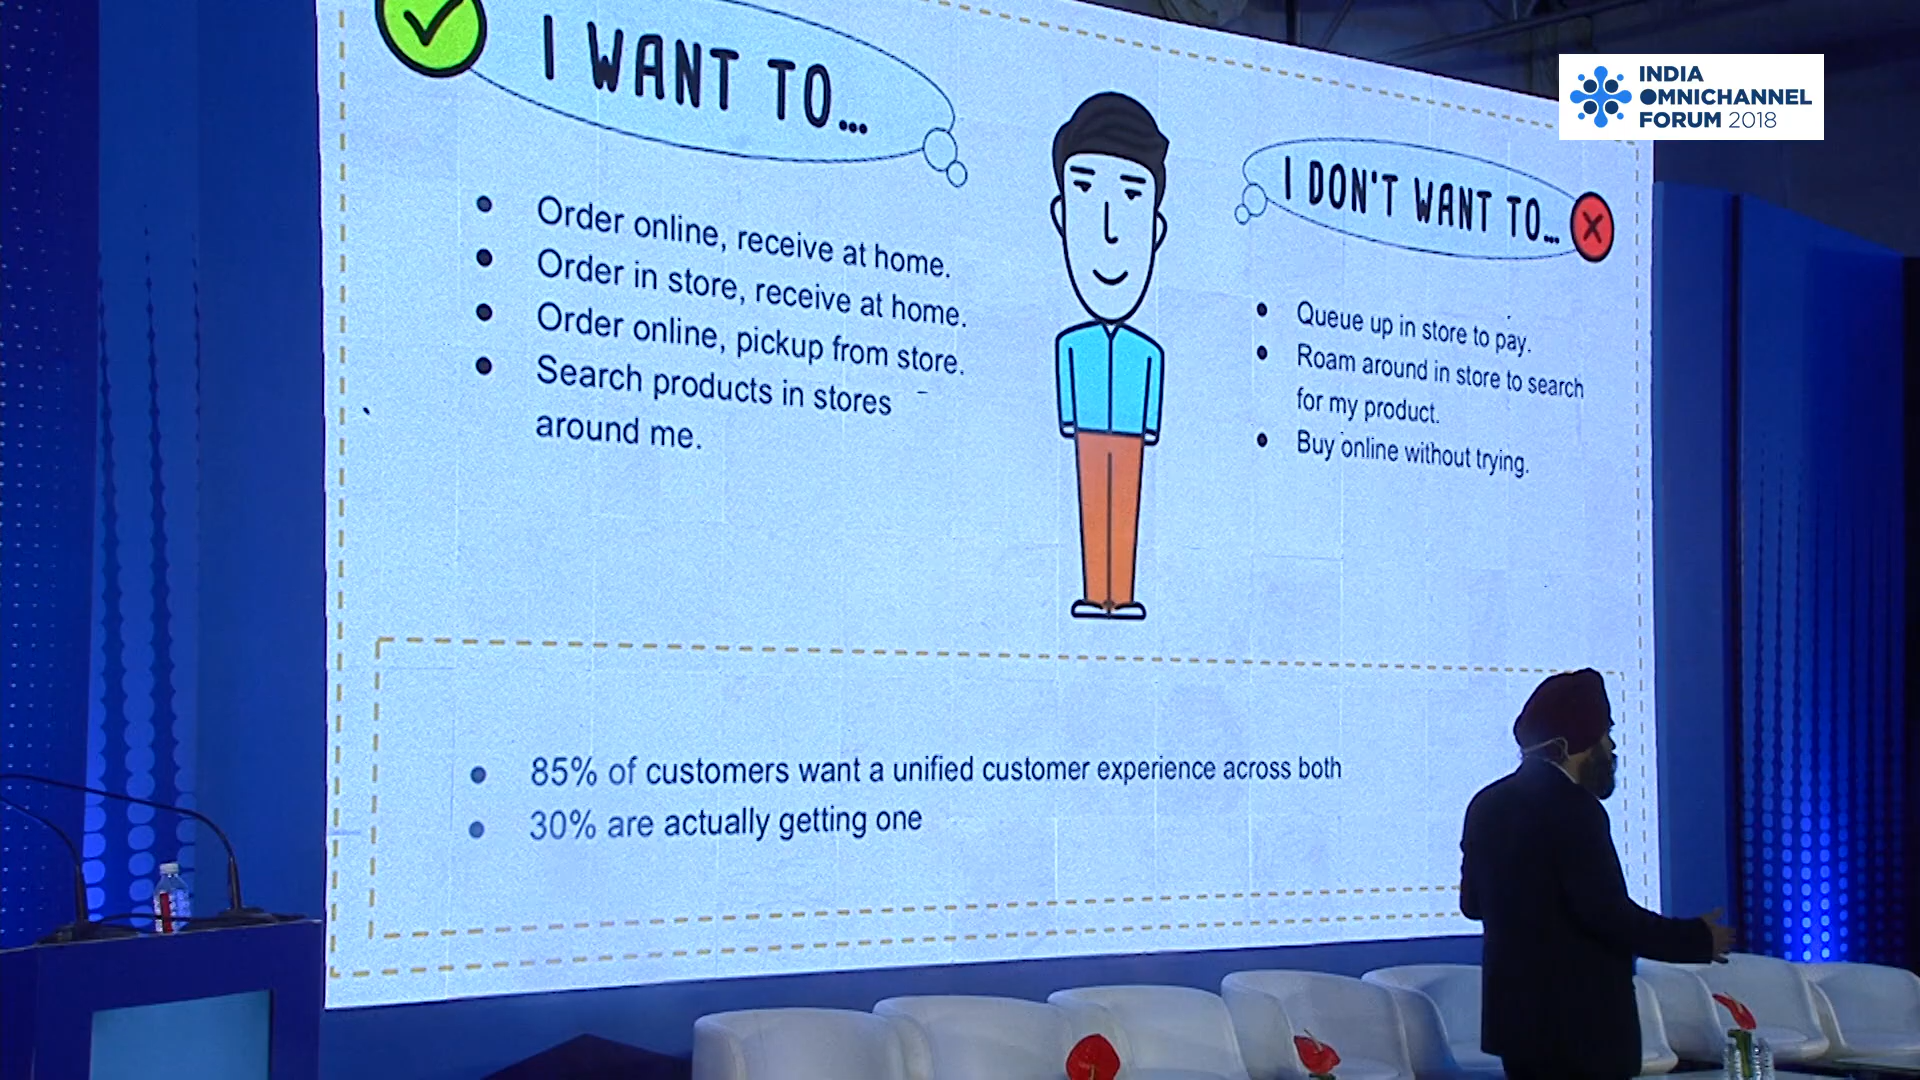 I WANT TO...
Order online, receive at home.
Order in store, receive at home.
Order online, pickup from store.
Search products in stores
around me.
I DON'T WANT TO...
Queue up in store to pay.
Roam around in store to search
for my product.
Buy online without trying.
85% of customers want a unified customer experience across both
30% are actually getting one
INDIA
OMNICHANNEL
FORUM 2018